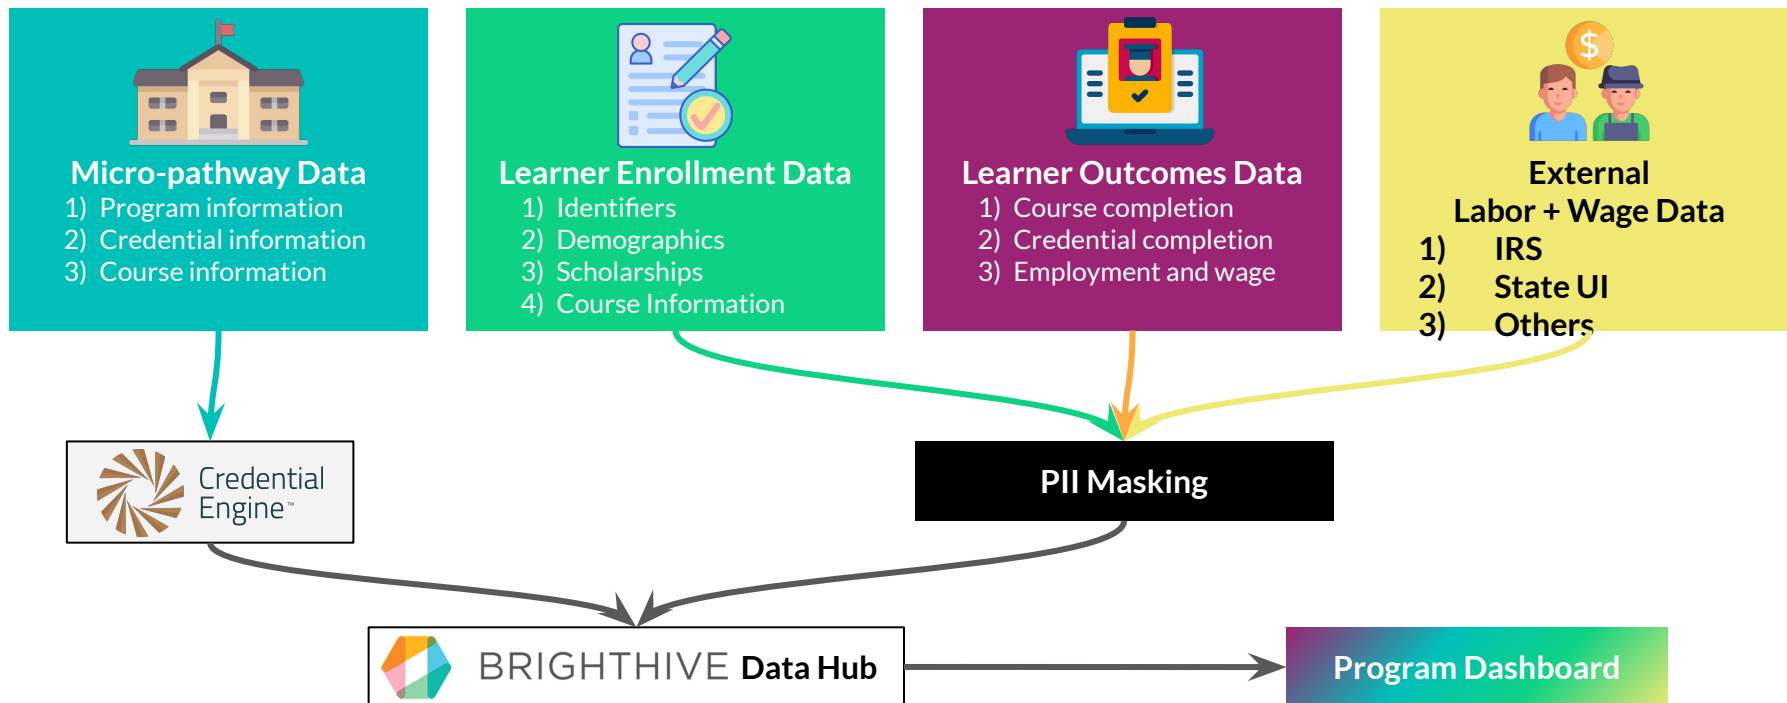 Micro-pathway Data
1) Program information
2) Credential information
3) Course information
Learner Enrollment Data
1) Identifiers
2) Demographics
3) Scholarships
4) Course Information
Learner Outcomes Data
1) Course completion
2) Credential completion
3) Employment and wage
$
External
Labor + Wage Data
1) IRS
2) State UI
3) Others
Credential
Engine™
PII Masking
BRIGHTHIVE Data Hub
Program Dashboard